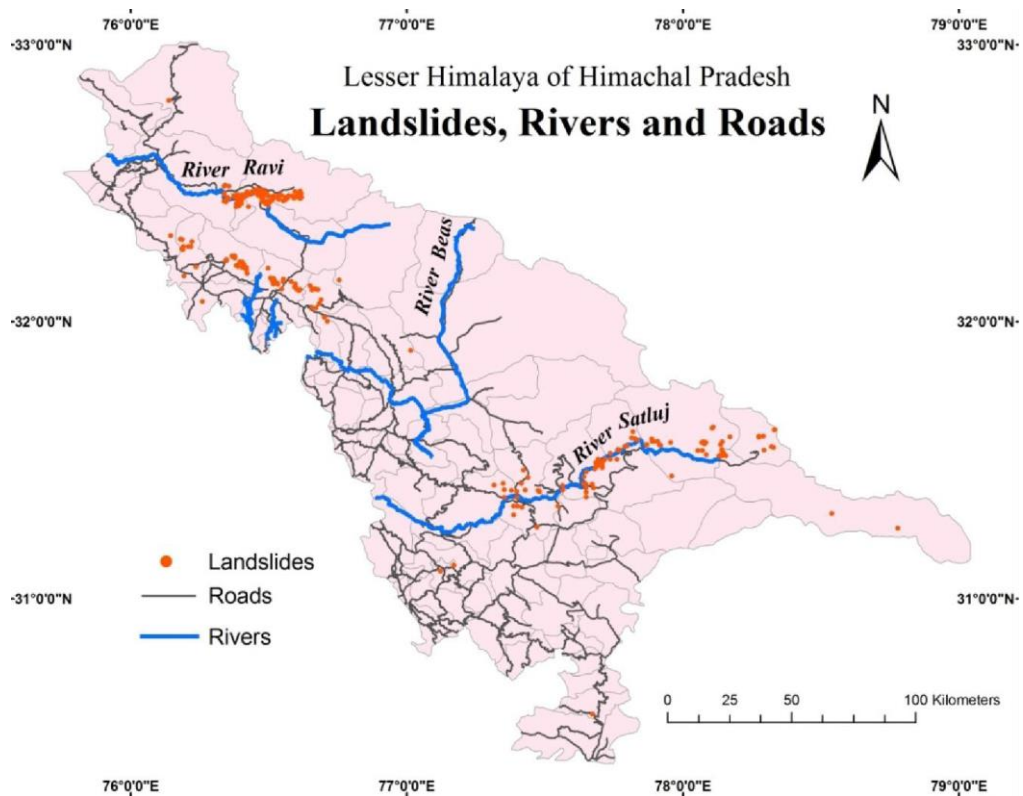 76°0'0"E 77°0'0"E 78°0'0"E 79°0'0"E
33°0'0"N 33°0'0"N
Lesser Himalaya of Himachal Pradesh
Landslides, Rivers and Roads
N
River Ravi
River Beas
32°0'0"N 32°0'0"N
River Satluj
Landslides
Roads
Rivers
31°0'0"N 31°0'0"N
0 25 50 100 Kilometers
76°0'0"E 77°0'0"E 78°0'0"E 79°0'0"E